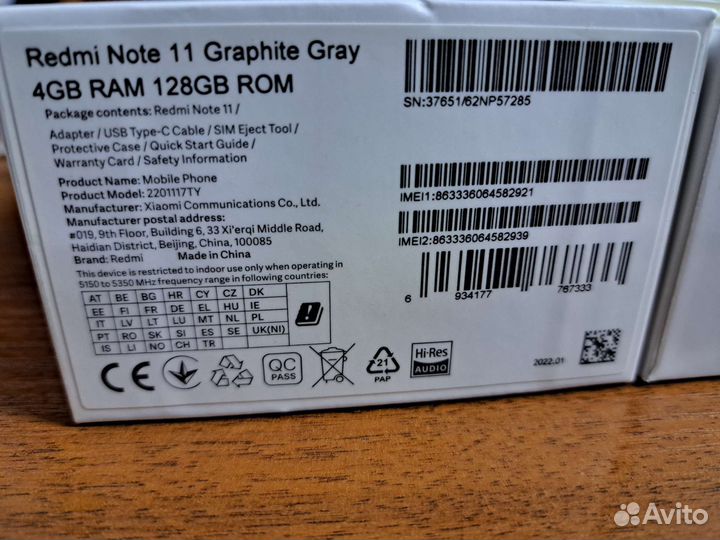 Redmi Note 11 Graphite Gray
4GB RAM 128GB ROM
Package contents: Redmi Note 11 /
Adapter / USB Type-C Cable / SIM Eject Tool /
Protective Case / Quick Start Guide /
Warranty Card / Safety Information
Product Name: Mobile Phone
Product Model: 2201117TY
Manufacturer: Xiaomi Communications Co., Ltd.
Manufacturer postal address:
#019, 9th Floor, Building 6, 33 Xi'erqi Middle Road,
Haidian District, Beijing, China, 100085
Brand: Redmi Made in China
This device is restricted to indoor use only when operating in
5150 to 5350 MHz frequency range in following countries:
AT BE BG HR CY CZ DK
EE FI FR DE EL HU IE
IT LV LT LU MT NL PL
PT RO SK SI ES SE UK(NI)
IS LI NO CH TR
CE
QC
PASS
21
PAP
Hi-Res
AUDIO
SN:37651/62NP57285
IMEI1:863336064582921
IMEI2:863336064582939
6 934177 767333
2022.01
Avito